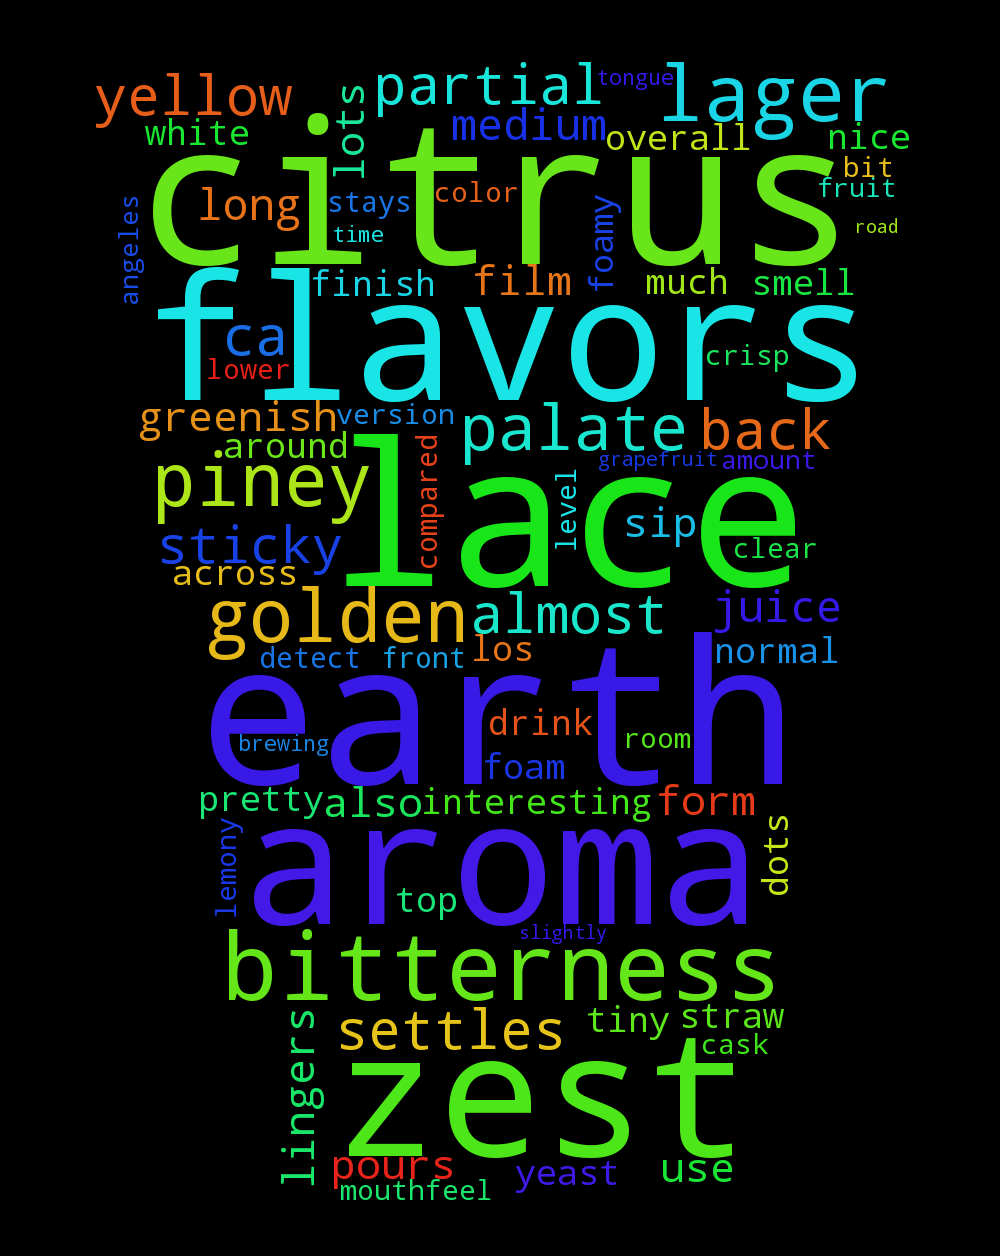 yellow
partial
tongue
lager
white
lots
medium
overall
nice
citrus
bit
fruit
long
stays
color
road
time
angeles
foamy
finish
film
much
smell
flavors
ca
lower
crisp
greenish
version
palate
back
around
grapefruit
amount
piney
compared
lace
level
sip
sticky
clear
across
golden
almost
juice
detect
front
los
normal
earth
brewing
drink
room
foam
pretty
also
interesting
form
lemony
aroma
dots
top
slightly
bitterness
lingers
settles
tiny
straw
cask
zest
pours
yeast
use
mouthfeel